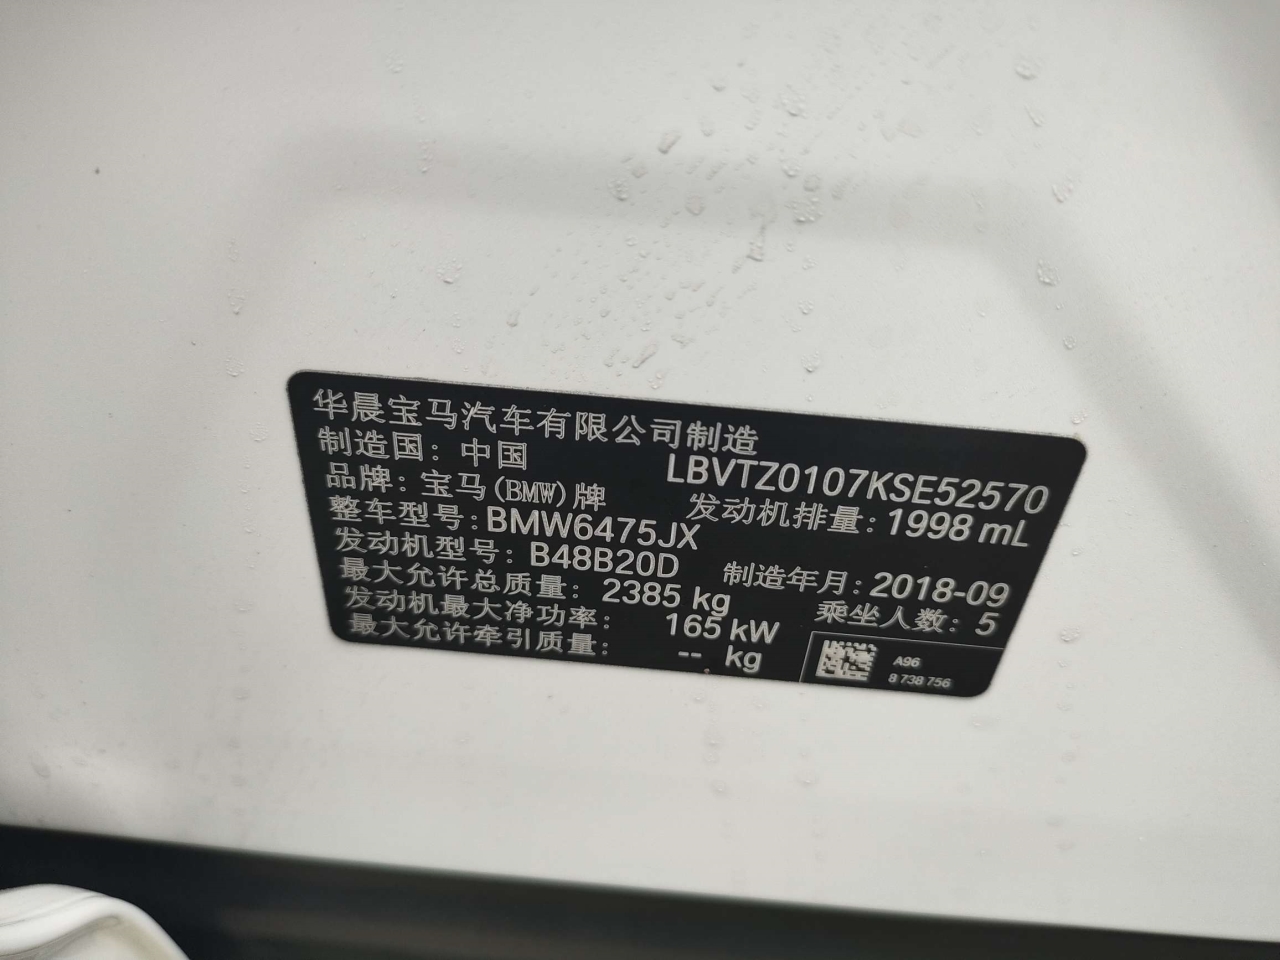 华晨宝马汽车有限公司制造
制造国：中国
LBVTZ0107KSE52570
品牌：宝马(BMW)牌
发动机排量：1998 mL
整车型号：BMW6475JX
发动机型号：B48B20D
制造年月：2018-09
最大允许总质量：2385 kg
乘坐人数：5
发动机最大净功率：165 kW
最大允许牵引质量：-- kg
A96
8 738 756